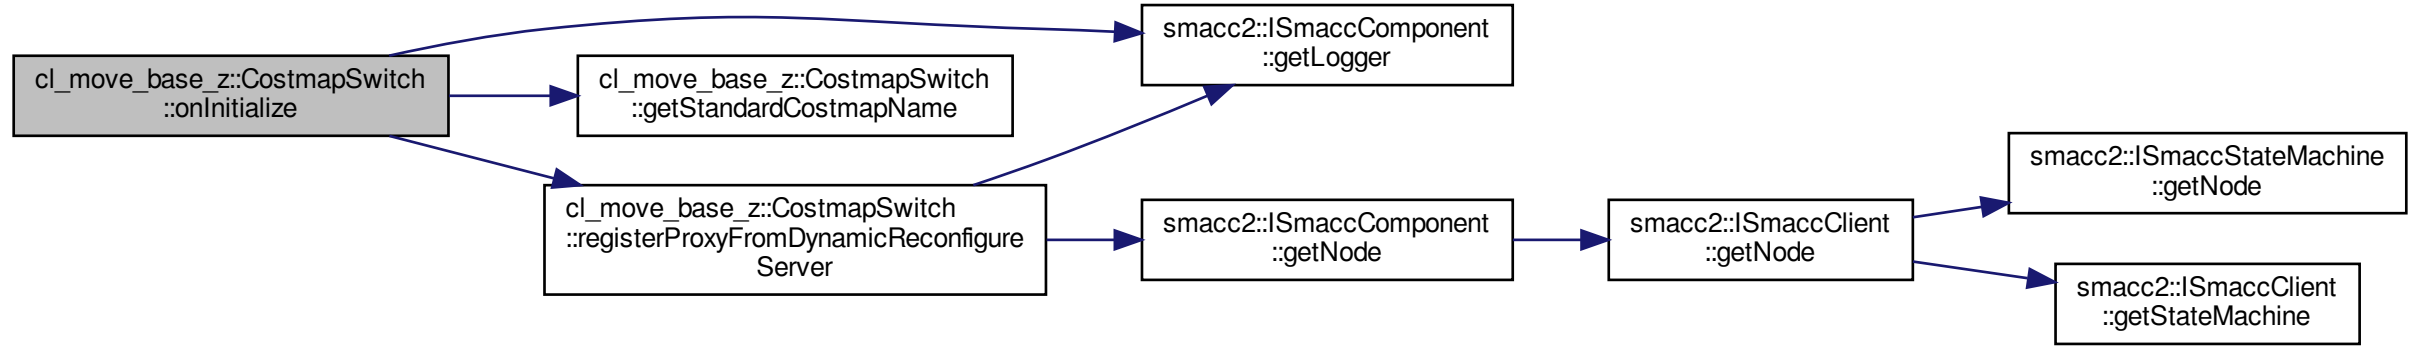 cl_move_base_z::CostmapSwitch
::onInitialize
smacc2::ISmaccComponent
::getLogger
cl_move_base_z::CostmapSwitch
::getStandardCostmapName
cl_move_base_z::CostmapSwitch
::registerProxyFromDynamicReconfigure
Server
smacc2::ISmaccComponent
::getNode
smacc2::ISmaccClient
::getNode
smacc2::ISmaccStateMachine
::getNode
smacc2::ISmaccClient
::getStateMachine